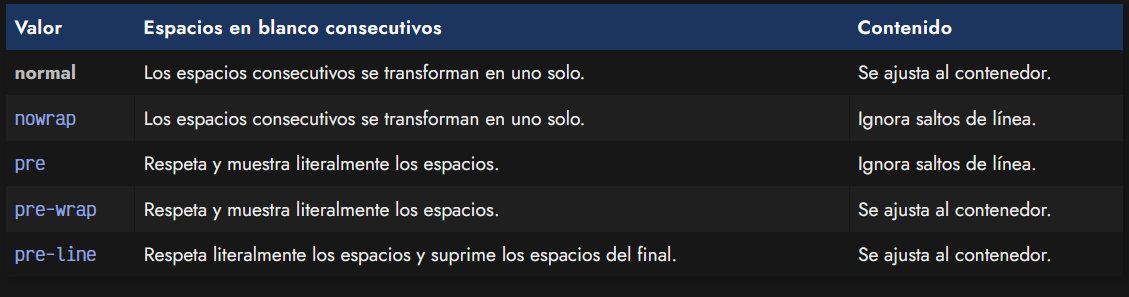 Valor Espacios en blanco consecutivos Contenido
normal Los espacios consecutivos se transforman en uno solo. Se ajusta al contenedor.
nowrap Los espacios consecutivos se transforman en uno solo. Ignora saltos de línea.
pre Respeta y muestra literalmente los espacios. Ignora saltos de línea.
pre-wrap Respeta y muestra literalmente los espacios. Se ajusta al contenedor.
pre-line Respeta literalmente los espacios y suprime los espacios del final. Se ajusta al contenedor.